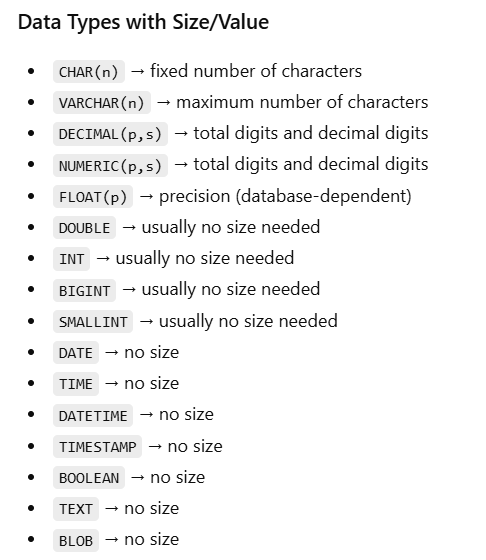 Data Types with Size/Value
• CHAR(n) → fixed number of characters
• VARCHAR(n) → maximum number of characters
• DECIMAL(p,s) → total digits and decimal digits
• NUMERIC(p,s) → total digits and decimal digits
• FLOAT(p) → precision (database-dependent)
• DOUBLE → usually no size needed
• INT → usually no size needed
• BIGINT → usually no size needed
• SMALLINT → usually no size needed
• DATE → no size
• TIME → no size
• DATETIME → no size
• TIMESTAMP → no size
• BOOLEAN → no size
• TEXT → no size
• BLOB → no size